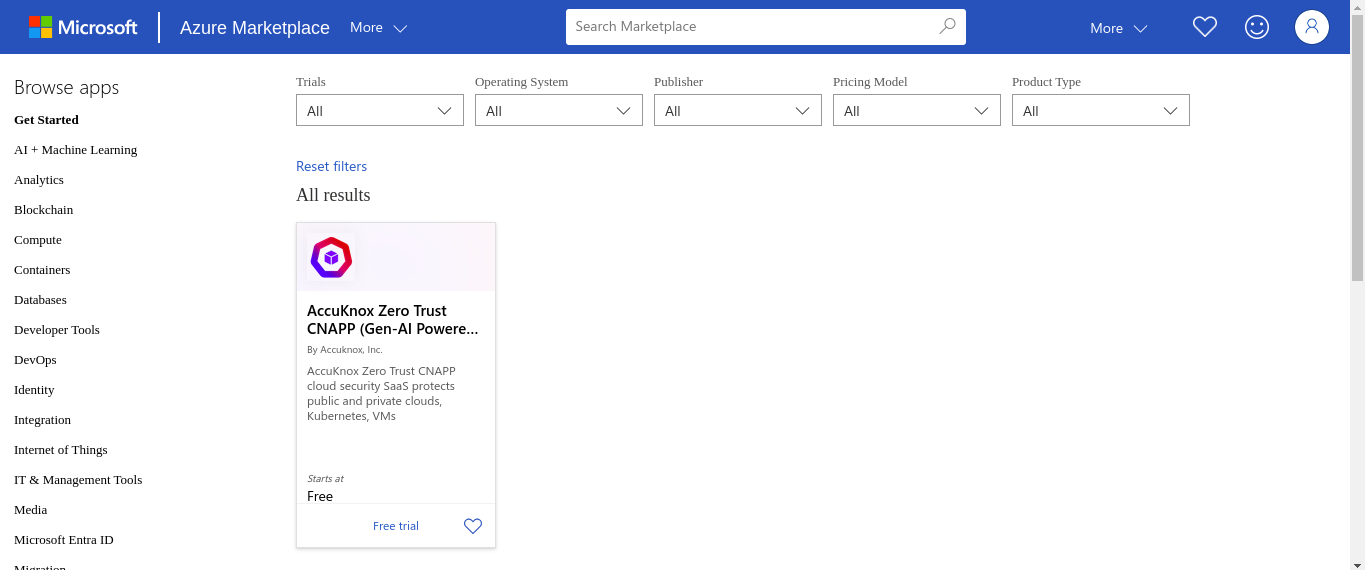 Microsoft
Azure Marketplace
More
Search Marketplace
More
Browse apps
Get Started
AI + Machine Learning
Analytics
Blockchain
Compute
Containers
Databases
Developer Tools
DevOps
Identity
Integration
Internet of Things
IT & Management Tools
Media
Microsoft Entra ID
Migration
Trials
Operating System
Publisher
Pricing Model
Product Type
All
All
All
All
All
Reset filters
All results
AccuKnox Zero Trust
CNAPP (Gen-AI Powere...
By Accuknox, Inc.
AccuKnox Zero Trust CNAPP
cloud security SaaS protects
public and private clouds,
Kubernetes, VMs
Starts at
Free
Free trial